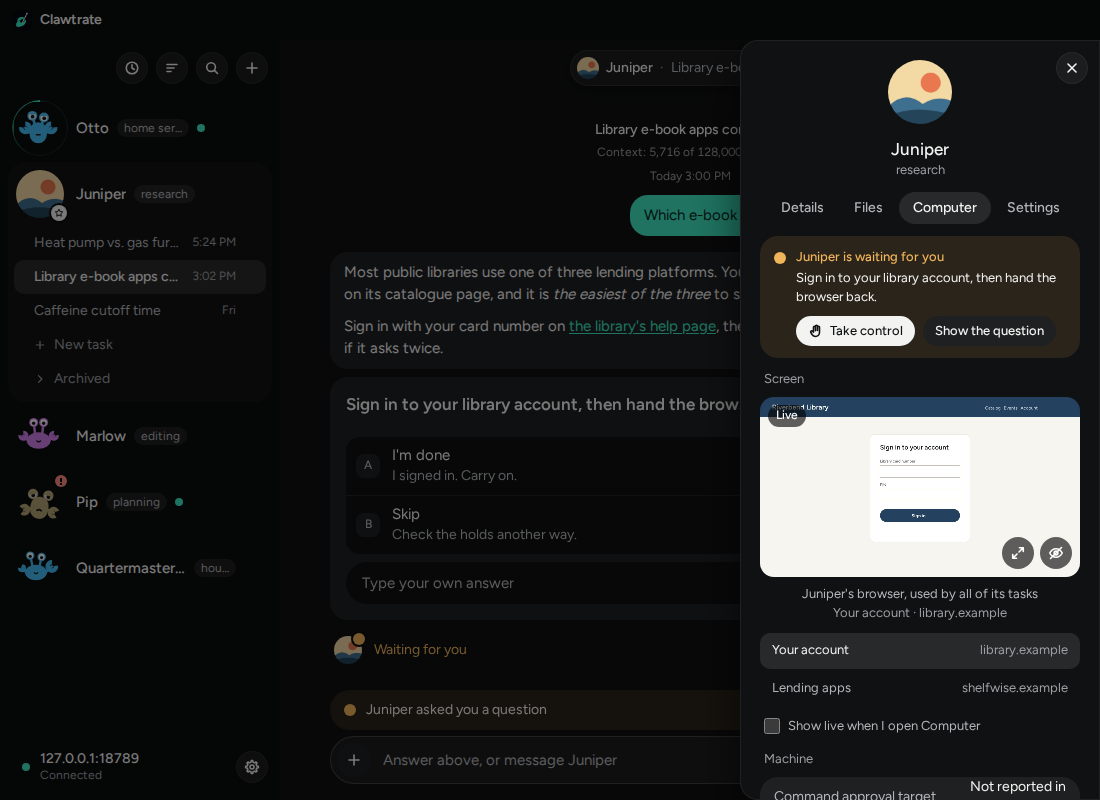 Clawtrate
Otto
home ser...
Juniper
research
Heat pump vs. gas fur...
5:24 PM
Library e-book apps c...
3:02 PM
Caffeine cutoff time
Fri
New task
Archived
Marlow
editing
Pip
planning
Quartermaster...
hou...
127.0.0.1:18789
Connected
Juniper · Library e-b
Library e-book apps co
Context: 5,716 of 128,000
Today 3:00 PM
Which e-book
Most public libraries use one of three lending platforms. You
on its catalogue page, and it is the easiest of the three to s
Sign in with your card number on the library's help page, the
if it asks twice.
Sign in to your library account, then hand the brow
A
I'm done
I signed in. Carry on.
B
Skip
Check the holds another way.
Type your own answer
Waiting for you
Juniper asked you a question
Answer above, or message Juniper
Juniper
research
Details
Files
Computer
Settings
Juniper is waiting for you
Sign in to your library account, then hand the
browser back.
Take control
Show the question
Screen
Library
Catalog Events Account
Live
Sign in to your account
Library card number
PIN
Sign in
Juniper's browser, used by all of its tasks
Your account · library.example
Your account
library.example
Lending apps
shelfwise.example
Show live when I open Computer
Machine
Command approval target
Not reported in